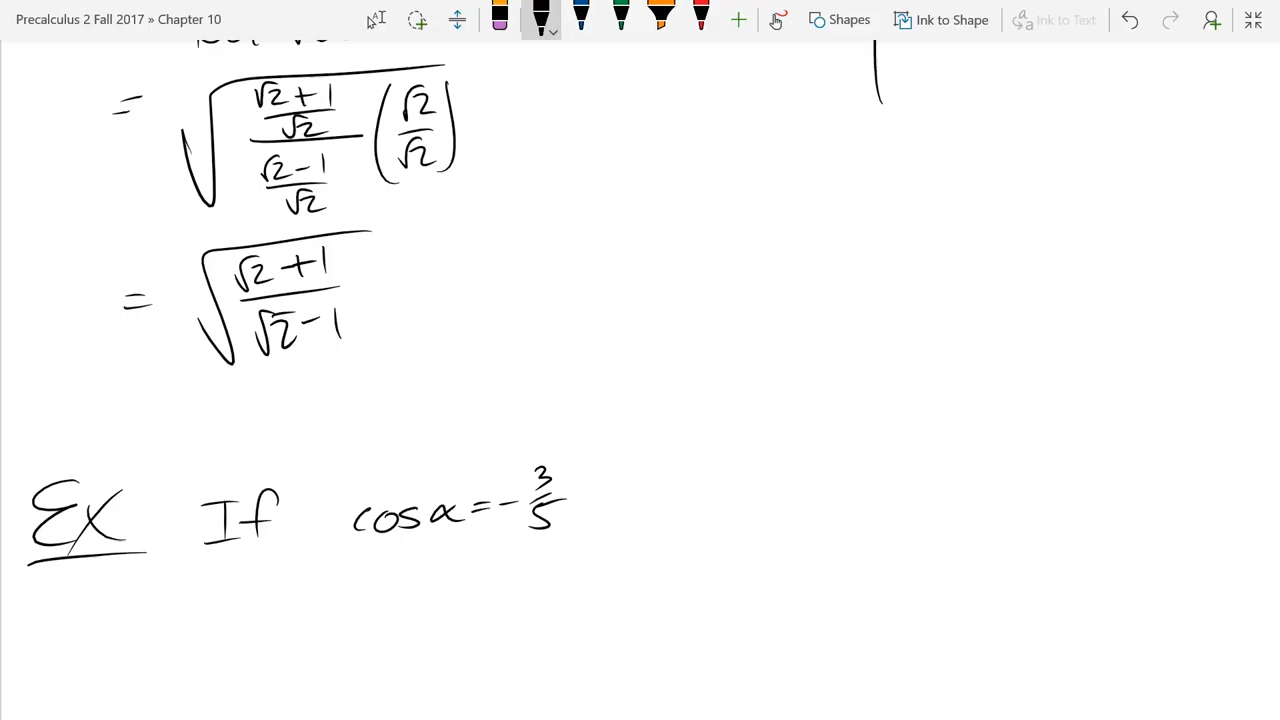 Precalculus 2 Fall 2017 » Chapter 10
Shapes
Ink to Shape
Ink to Text
= √(((√2 + 1)/√2)/((√2 - 1)/√2) (√2/√2))
= √((√2 + 1)/(√2 - 1))
Ex If cos α = - 3/5